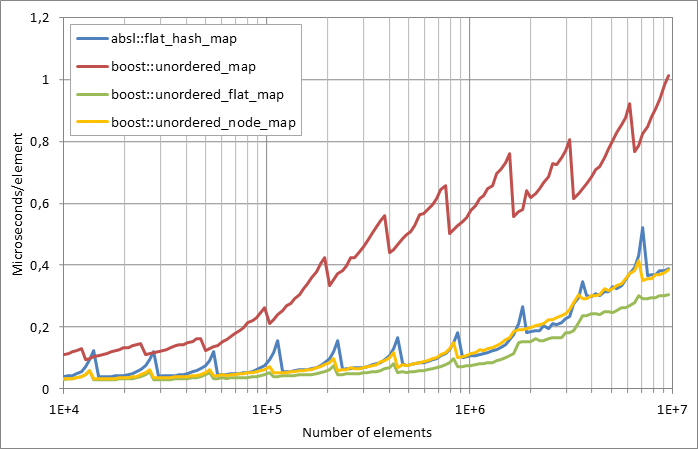 1,2
1
0,8
0,6
0,4
0,2
0
Microseconds/element
absl::flat_hash_map
boost::unordered_map
boost::unordered_flat_map
boost::unordered_node_map
1E+4
1E+5
1E+6
1E+7
Number of elements